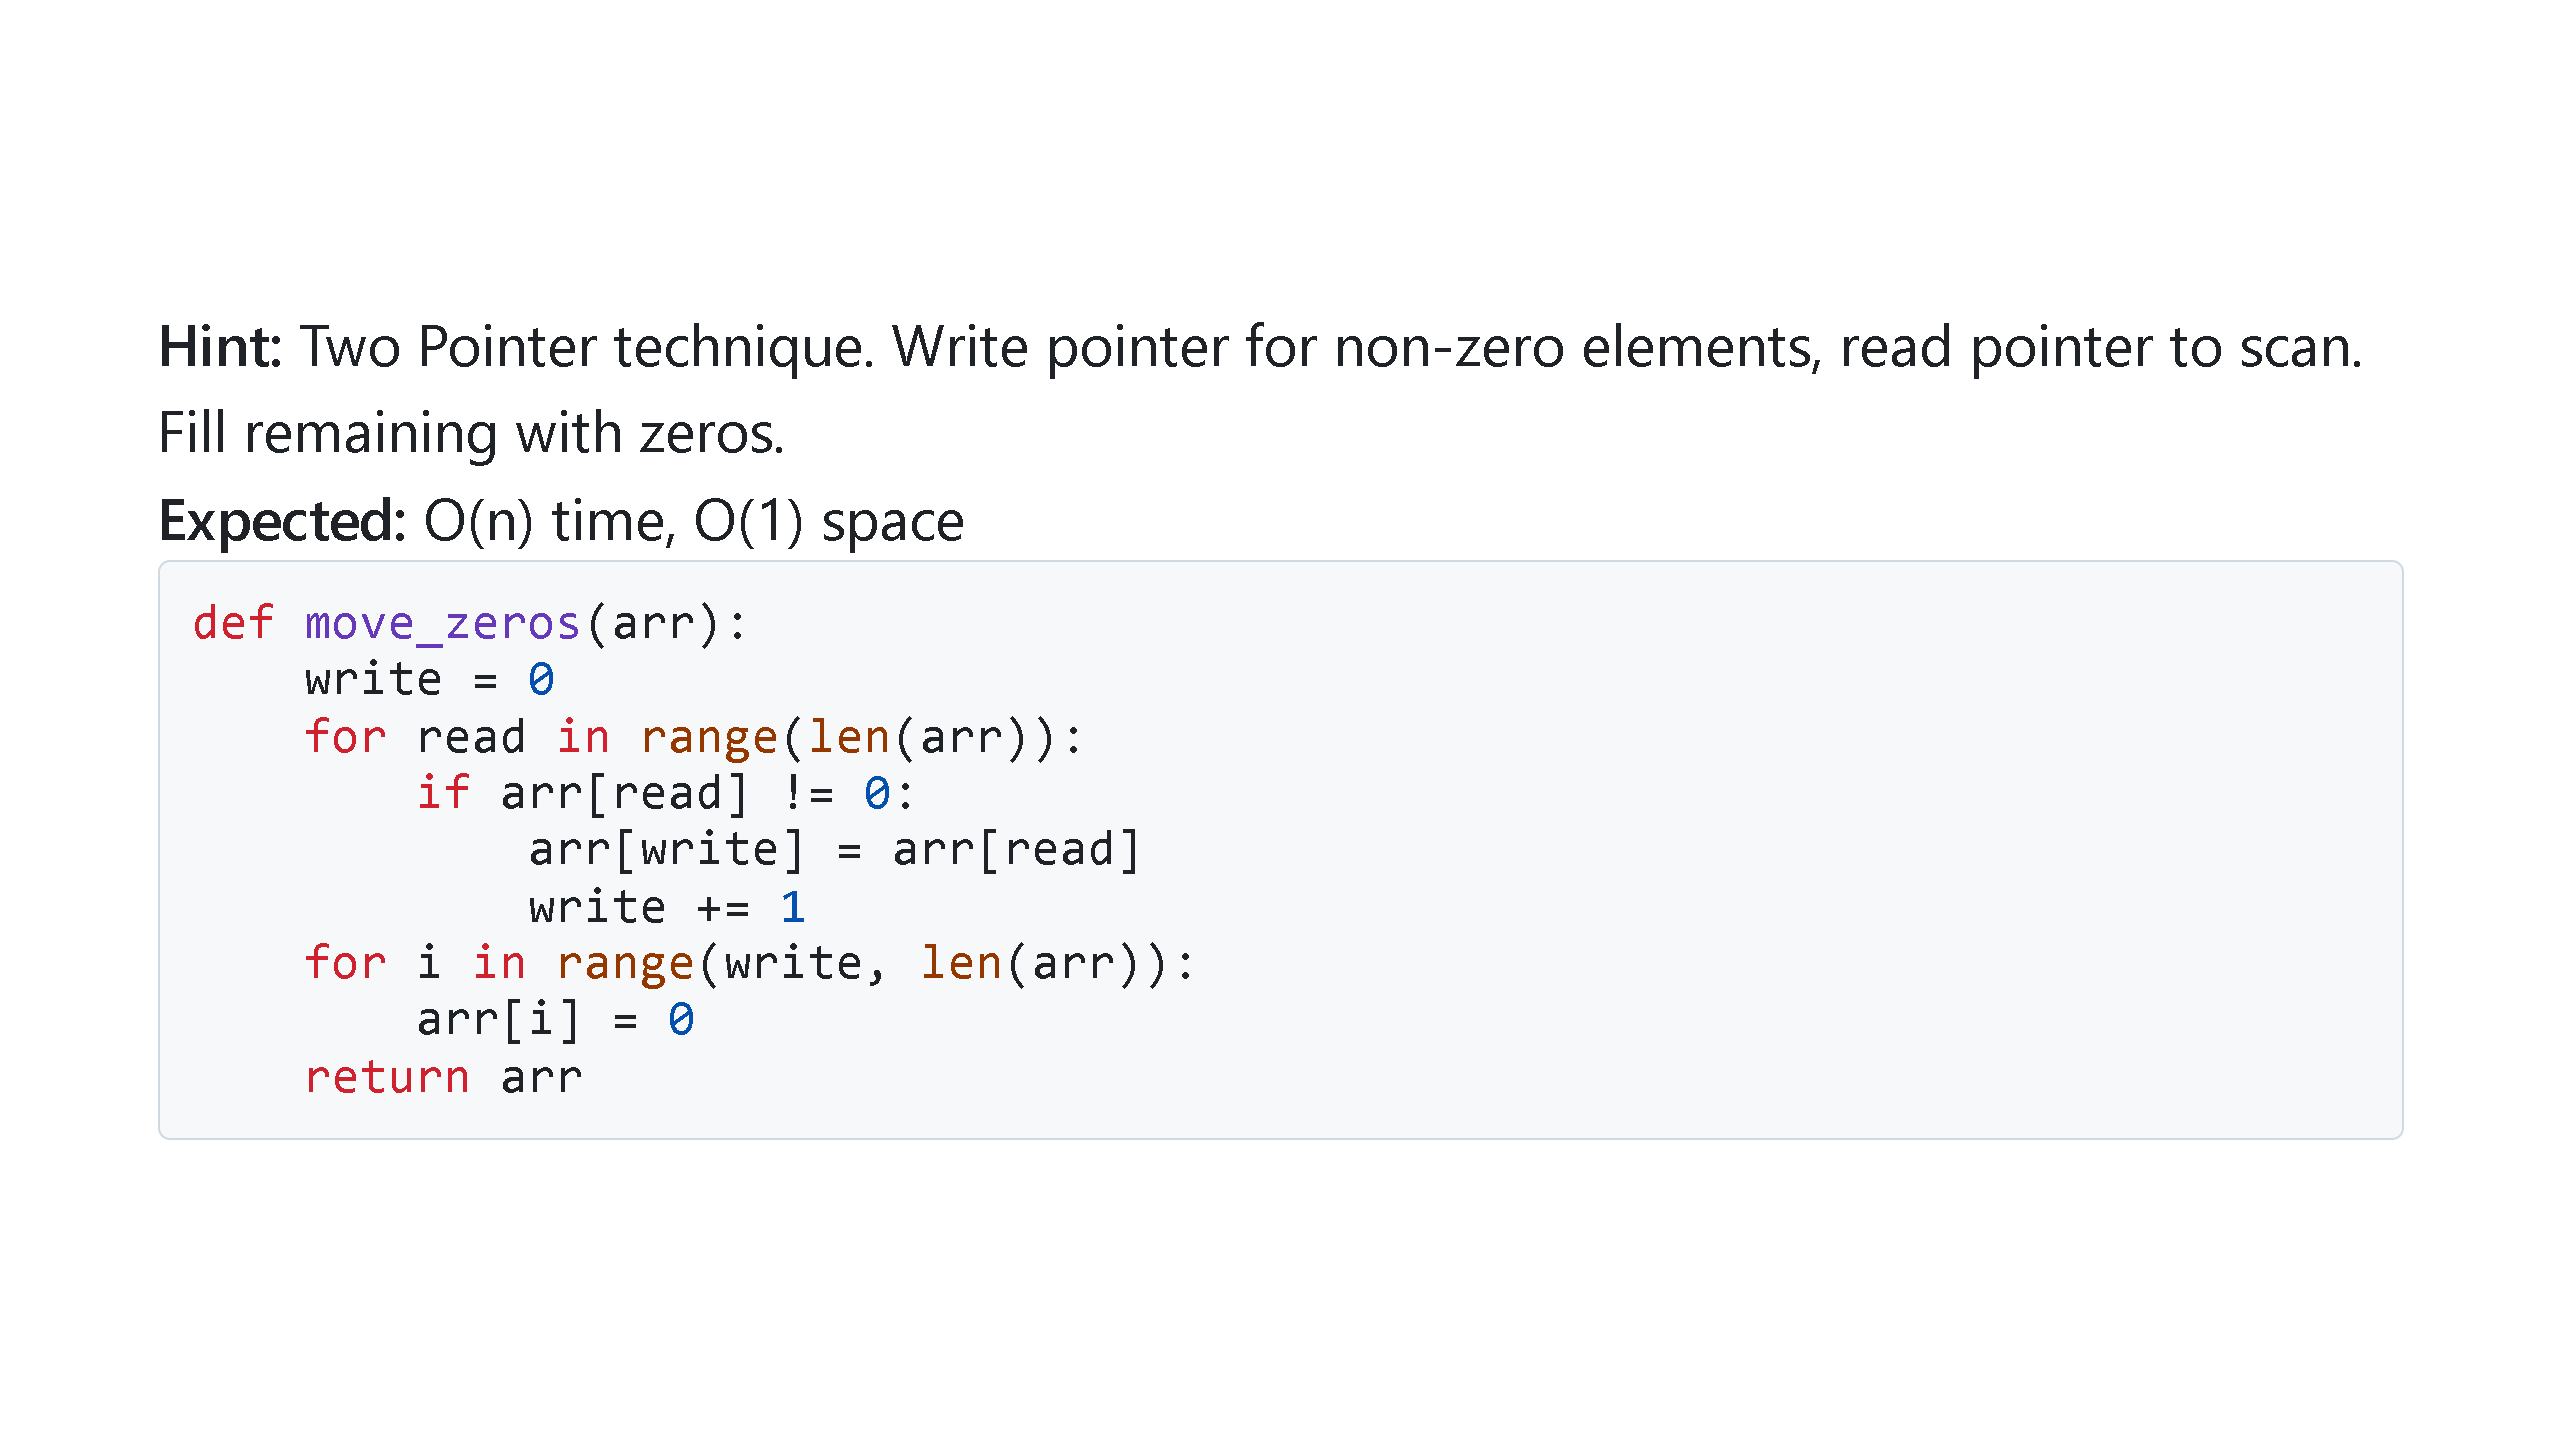 Hint: Two Pointer technique. Write pointer for non-zero elements, read pointer to scan.
Fill remaining with zeros.
Expected: O(n) time, O(1) space
def move_zeros(arr):
    write = 0
    for read in range(len(arr)):
        if arr[read] != 0:
            arr[write] = arr[read]
            write += 1
    for i in range(write, len(arr)):
        arr[i] = 0
    return arr